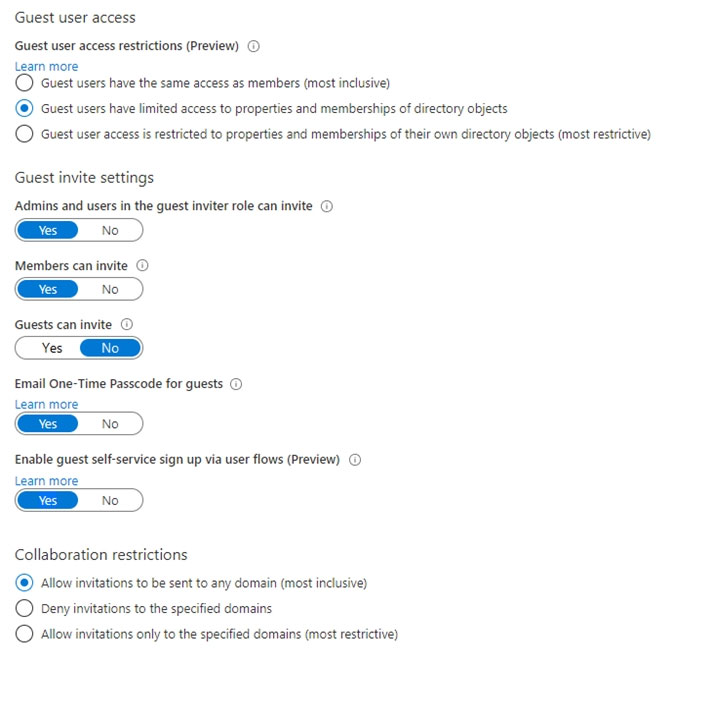 Guest user access
Guest user access restrictions (Preview)
Learn more
Guest users have the same access as members (most inclusive)
Guest users have limited access to properties and memberships of directory objects
Guest user access is restricted to properties and memberships of their own directory objects (most restrictive)
Guest invite settings
Admins and users in the guest inviter role can invite
Yes No
Members can invite
Yes No
Guests can invite
Yes No
Email One-Time Passcode for guests
Learn more
Yes No
Enable guest self-service sign up via user flows (Preview)
Learn more
Yes No
Collaboration restrictions
Allow invitations to be sent to any domain (most inclusive)
Deny invitations to the specified domains
Allow invitations only to the specified domains (most restrictive)